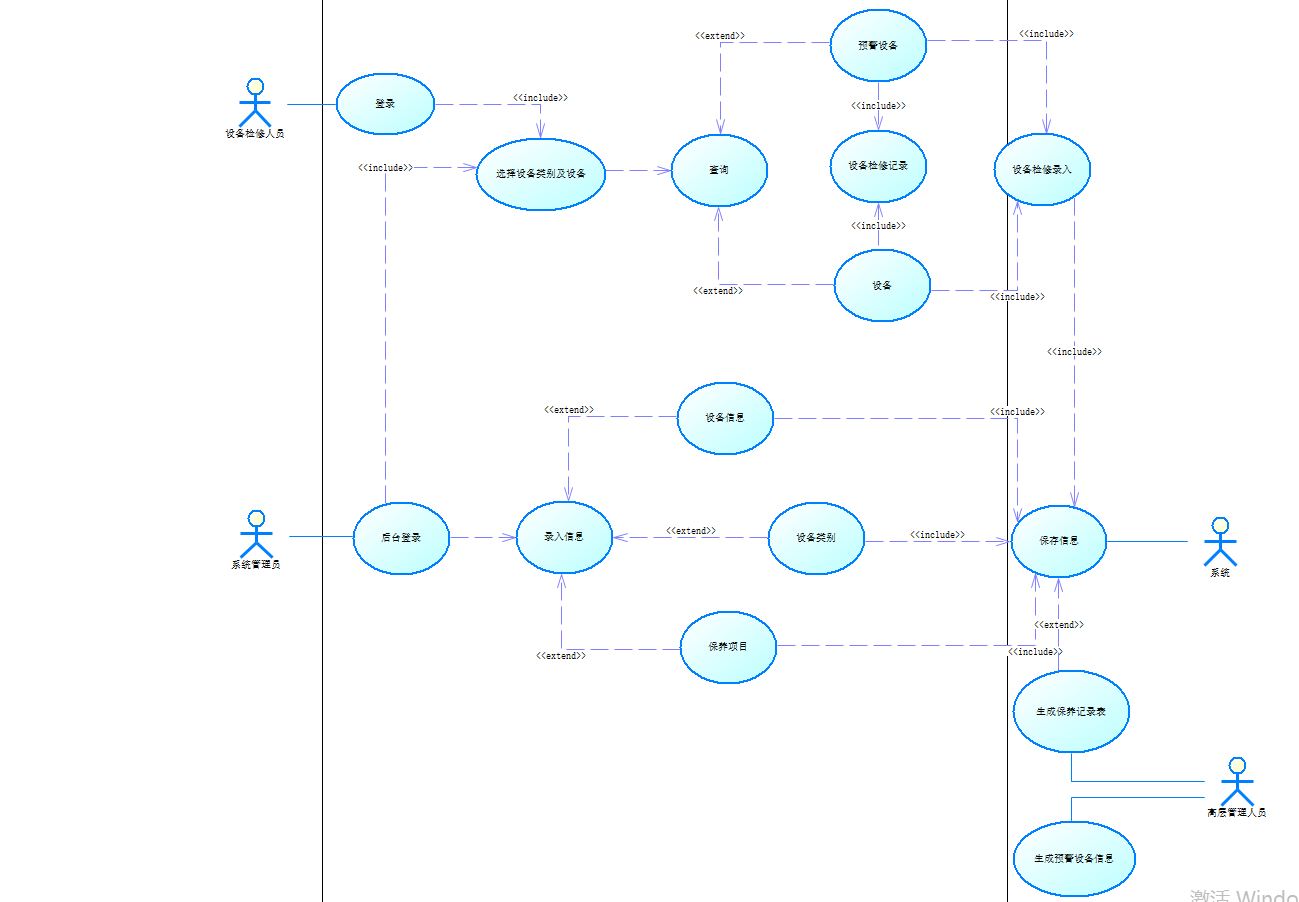 <<extend>>
预警设备
<<include>>
登录
<<include>>
<<include>>
设备检修人员
<<include>>
选择设备类别及设备
查询
设备检修记录
设备检修录入
<<include>>
<<extend>>
设备
<<include>>
<<include>>
<<extend>>
设备信息
<<include>>
后台登录
录入信息
<<extend>>
设备类别
<<include>>
保存信息
系统管理员
系统
<<extend>>
保养项目
<<extend>>
<<include>>
生成保养记录表
高层管理人员
生成预警设备信息
激活 Windo